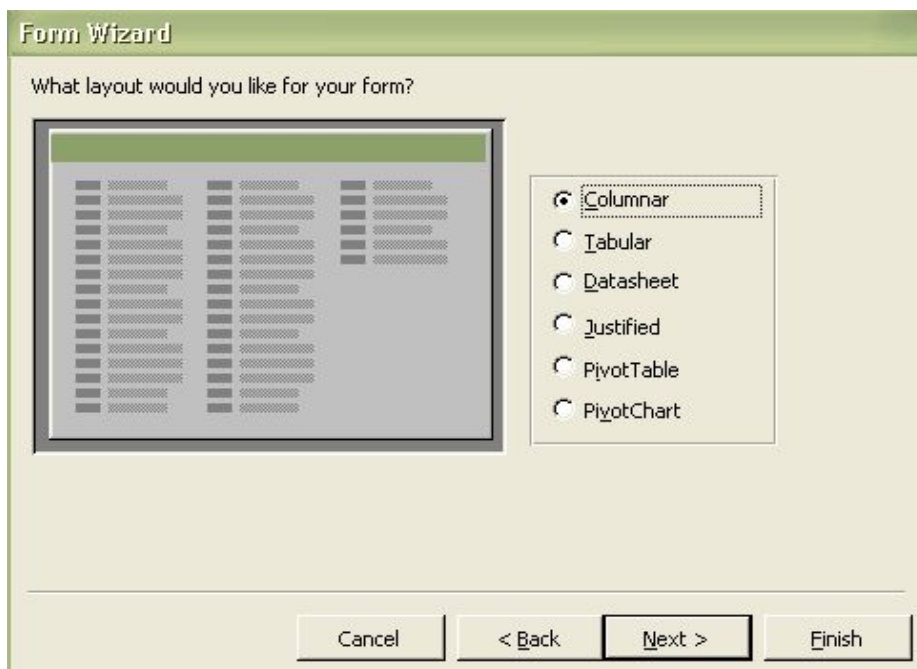 Form Wizard
What layout would you like for your form?
Columnar
Tabular
Datasheet
Justified
PivotTable
PivotChart
Cancel
< Back
Next >
Finish